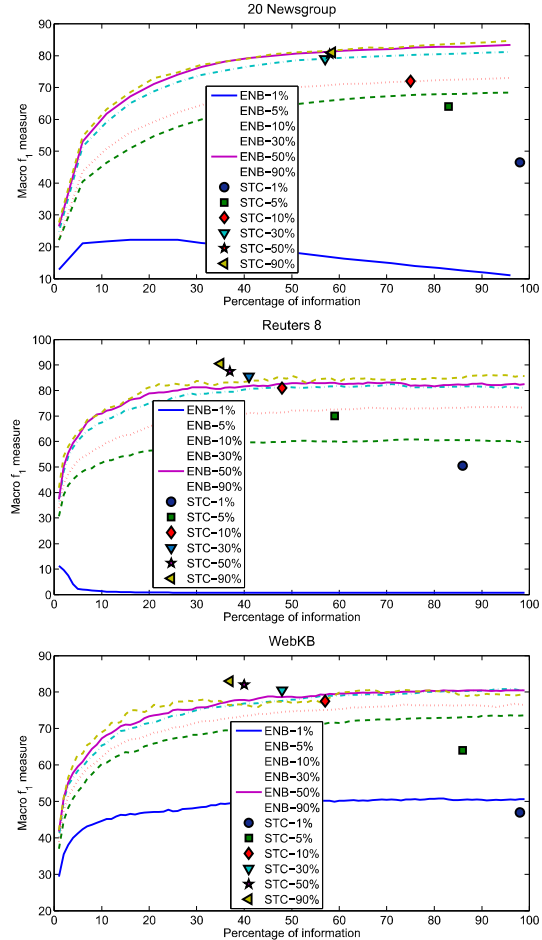 20 Newsgroup
90
80
70
60
50
40
30
20
10
0 10 20 30 40 50 60 70 80 90 100
Macro f1 measure
Percentage of information
ENB−1%
ENB−5%
ENB−10%
ENB−30%
ENB−50%
ENB−90%
STC−1%
STC−5%
STC−10%
STC−30%
STC−50%
STC−90%
Reuters 8
100
90
80
70
60
50
40
30
20
10
0
0 10 20 30 40 50 60 70 80 90 100
Macro f1 measure
Percentage of information
ENB−1%
ENB−5%
ENB−10%
ENB−30%
ENB−50%
ENB−90%
STC−1%
STC−5%
STC−10%
STC−30%
STC−50%
STC−90%
WebKB
90
80
70
60
50
40
30
20
0 10 20 30 40 50 60 70 80 90 100
Macro f1 measure
Percentage of information
ENB−1%
ENB−5%
ENB−10%
ENB−30%
ENB−50%
ENB−90%
STC−1%
STC−5%
STC−10%
STC−30%
STC−50%
STC−90%